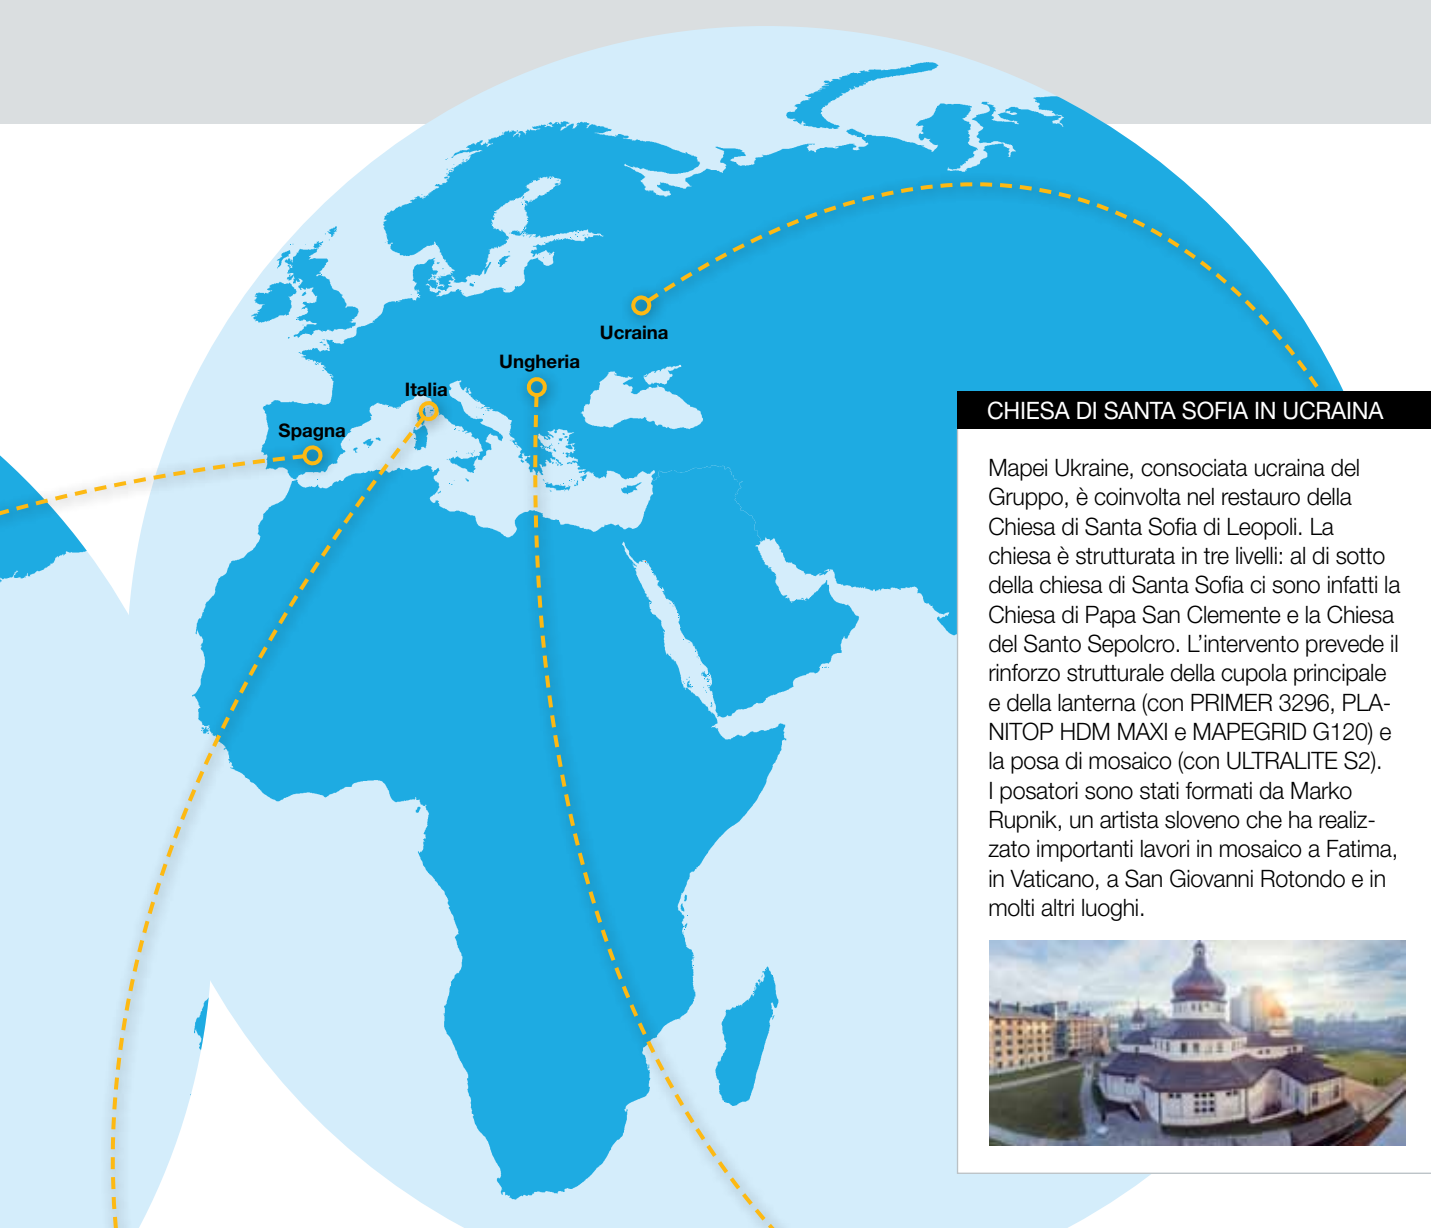 Ucraina
Ungheria
Italia
Spagna
CHIESA DI SANTA SOFIA IN UCRAINA
Mapei Ukraine, consociata ucraina del
Gruppo, è coinvolta nel restauro della
Chiesa di Santa Sofia di Leopoli. La
chiesa è strutturata in tre livelli: al di sotto
della chiesa di Santa Sofia ci sono infatti la
Chiesa di Papa San Clemente e la Chiesa
del Santo Sepolcro. L’intervento prevede il
rinforzo strutturale della cupola principale
e della lanterna (con PRIMER 3296, PLA-
NITOP HDM MAXI e MAPEGRID G120) e
la posa di mosaico (con ULTRALITE S2).
I posatori sono stati formati da Marko
Rupnik, un artista sloveno che ha realiz-
zato importanti lavori in mosaico a Fatima,
in Vaticano, a San Giovanni Rotondo e in
molti altri luoghi.